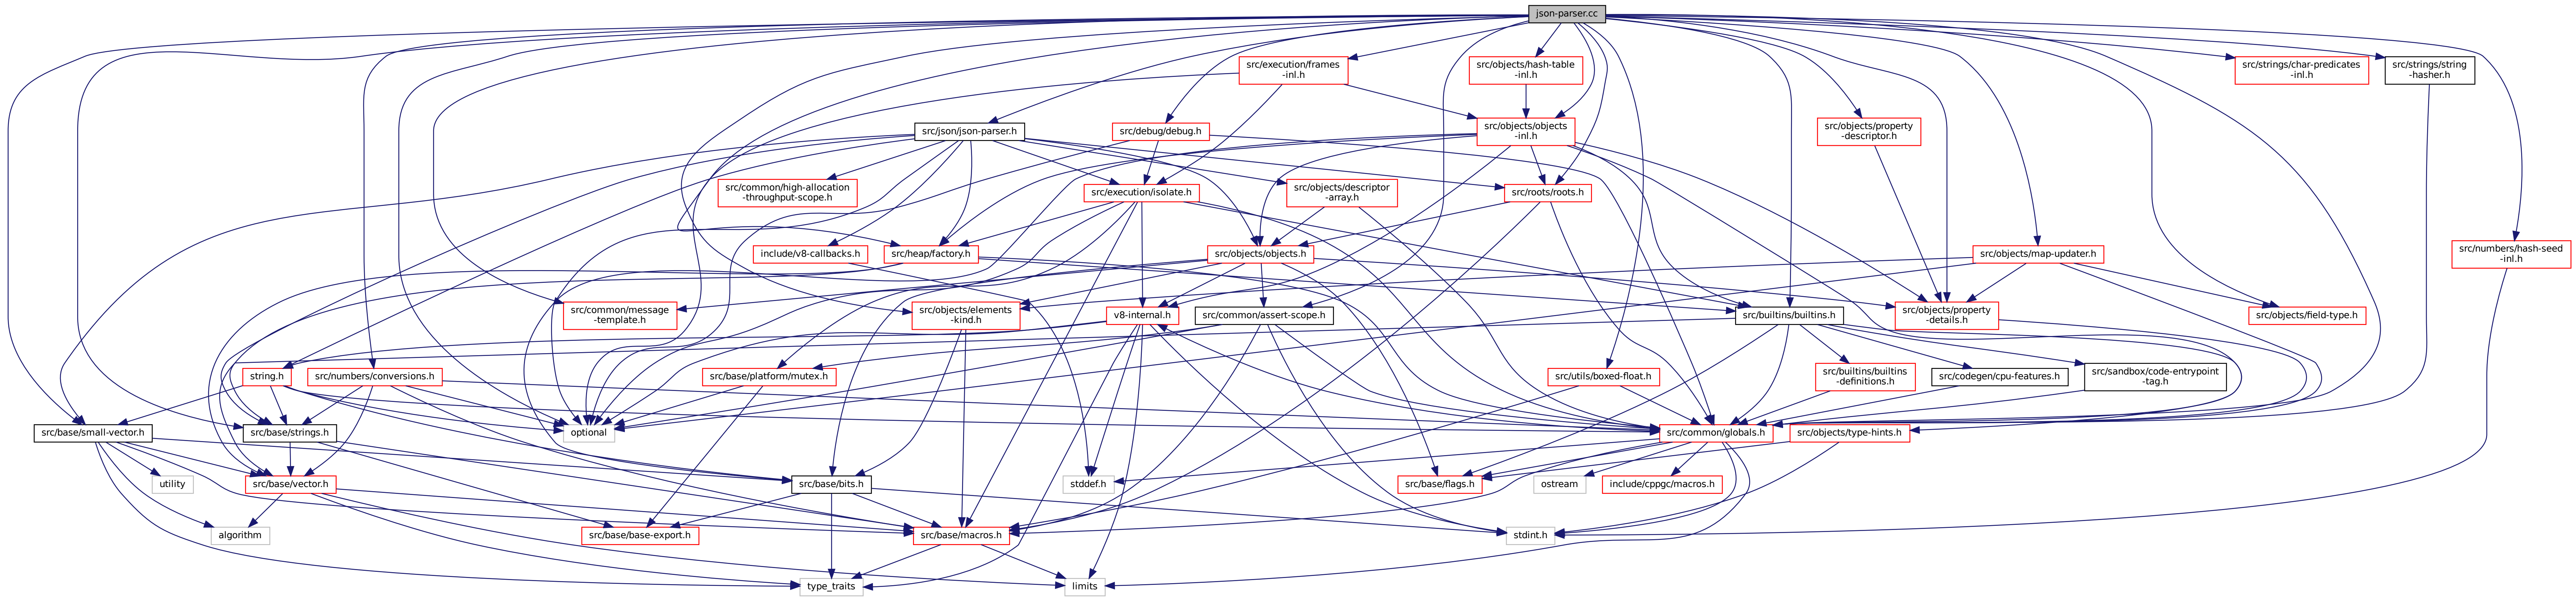 json-parser.cc
src/execution/frames
-inl.h
src/objects/hash-table
-inl.h
src/strings/char-predicates
-inl.h
src/strings/string
-hasher.h
src/json/json-parser.h
src/debug/debug.h
src/objects/objects
-inl.h
src/objects/property
-descriptor.h
src/common/high-allocation
-throughput-scope.h
src/execution/isolate.h
src/objects/descriptor
-array.h
src/roots/roots.h
include/v8-callbacks.h
src/heap/factory.h
src/objects/objects.h
src/objects/map-updater.h
src/numbers/hash-seed
-inl.h
src/common/message
-template.h
src/objects/elements
-kind.h
v8-internal.h
src/common/assert-scope.h
src/builtins/builtins.h
src/objects/property
-details.h
src/objects/field-type.h
string.h
src/numbers/conversions.h
src/base/platform/mutex.h
src/utils/boxed-float.h
src/builtins/builtins
-definitions.h
src/codegen/cpu-features.h
src/sandbox/code-entrypoint
-tag.h
src/base/small-vector.h
src/base/strings.h
optional
src/common/globals.h
src/objects/type-hints.h
utility
src/base/vector.h
src/base/bits.h
stddef.h
src/base/flags.h
ostream
include/cppgc/macros.h
algorithm
src/base/base-export.h
src/base/macros.h
stdint.h
type_traits
limits